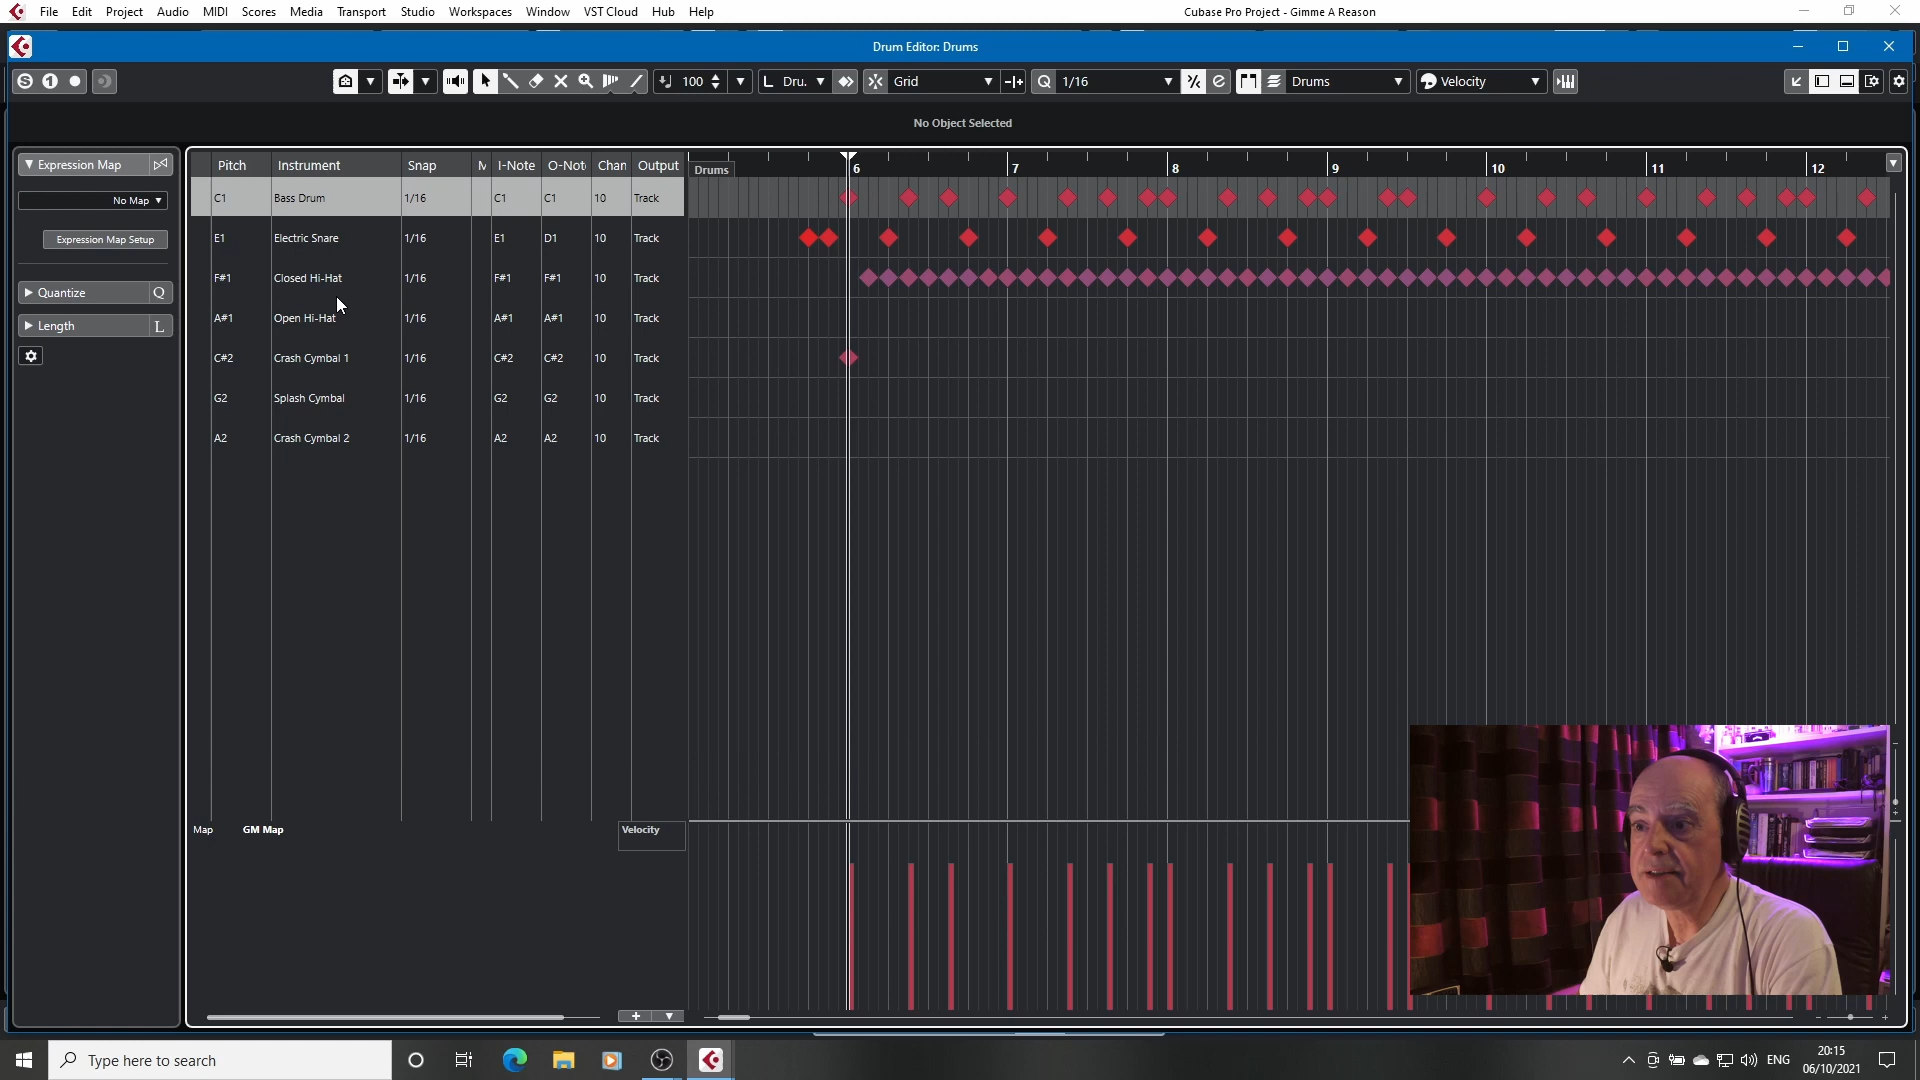 File Edit Project Audio MIDI Scores Media Transport Studio Workspaces Window VST Cloud Hub Help Cubase Pro Project - Gimme A Reason
Drum Editor: Drums
S 1 100 L Dru. Grid Q 1/16 Drums Velocity
No Object Selected
Expression Map
No Map
Expression Map Setup
Quantize Q
Length L
Pitch Instrument Snap M I-Note O-Not Chan Output
Drums 6 7 8 9 10 11 12
C1 Bass Drum 1/16 C1 C1 10 Track
E1 Electric Snare 1/16 E1 D1 10 Track
F#1 Closed Hi-Hat 1/16 F#1 F#1 10 Track
A#1 Open Hi-Hat 1/16 A#1 A#1 10 Track
C#2 Crash Cymbal 1 1/16 C#2 C#2 10 Track
G2 Splash Cymbal 1/16 G2 G2 10 Track
A2 Crash Cymbal 2 1/16 A2 A2 10 Track
Map GM Map Velocity
Type here to search
ENG
20:15
06/10/2021